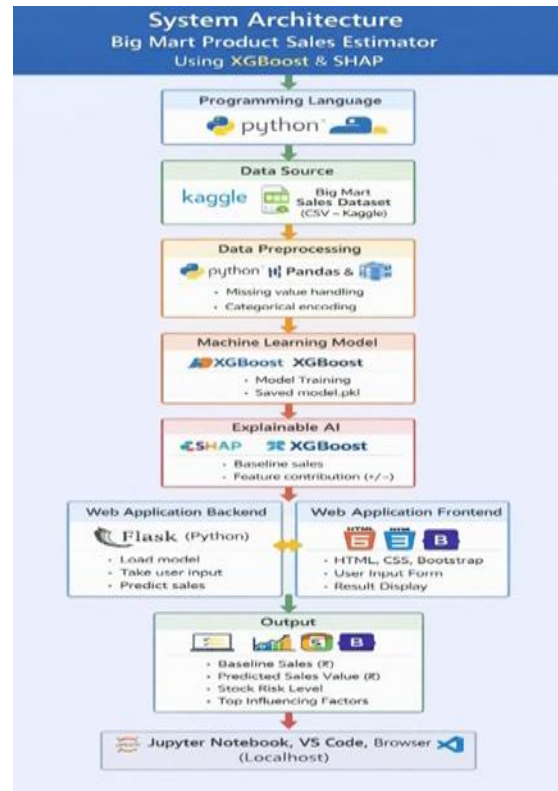 System Architecture
Big Mart Product Sales Estimator
Using XGBoost & SHAP
Programming Language
python
Data Source
kaggle
Big Mart
Sales Dataset
(CSV – Kaggle)
Data Preprocessing
python Pandas &
• Missing value handling
• Categorical encoding
Machine Learning Model
XGBoost XGBoost
• Model Training
• Saved model.pkl
Explainable AI
SHAP XGBoost
• Baseline sales
• Feature contribution (+/−)
Web Application Backend
Flask (Python)
• Load model
• Take user input
• Predict sales
Web Application Frontend
HTML
B
• HTML, CSS, Bootstrap
• User Input Form
• Result Display
Output
B
• Baseline Sales (₹)
• Predicted Sales Value (₹)
• Stock Risk Level
• Top Influencing Factors
Jupyter Notebook, VS Code, Browser
(Localhost)